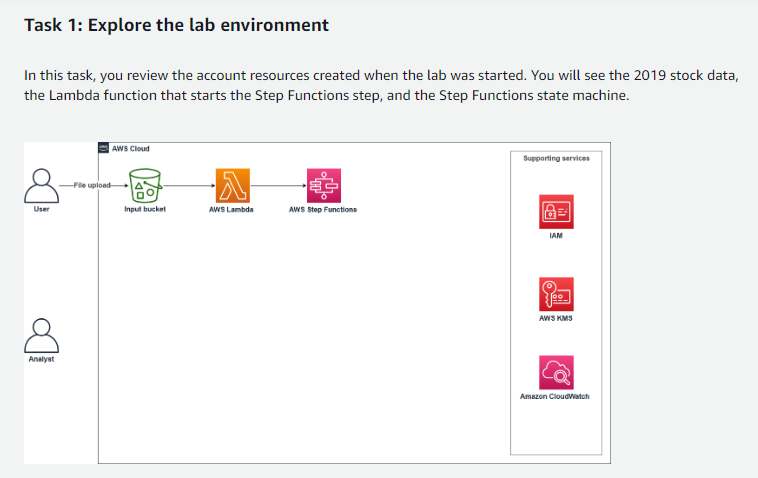 Task 1: Explore the lab environment
In this task, you review the account resources created when the lab was started. You will see the 2019 stock data,
the Lambda function that starts the Step Functions step, and the Step Functions state machine.
aws AWS Cloud
Supporting services
File upload
User
Input bucket
AWS Lambda
AWS Step Functions
IAM
AWS KMS
Analyst
Amazon CloudWatch